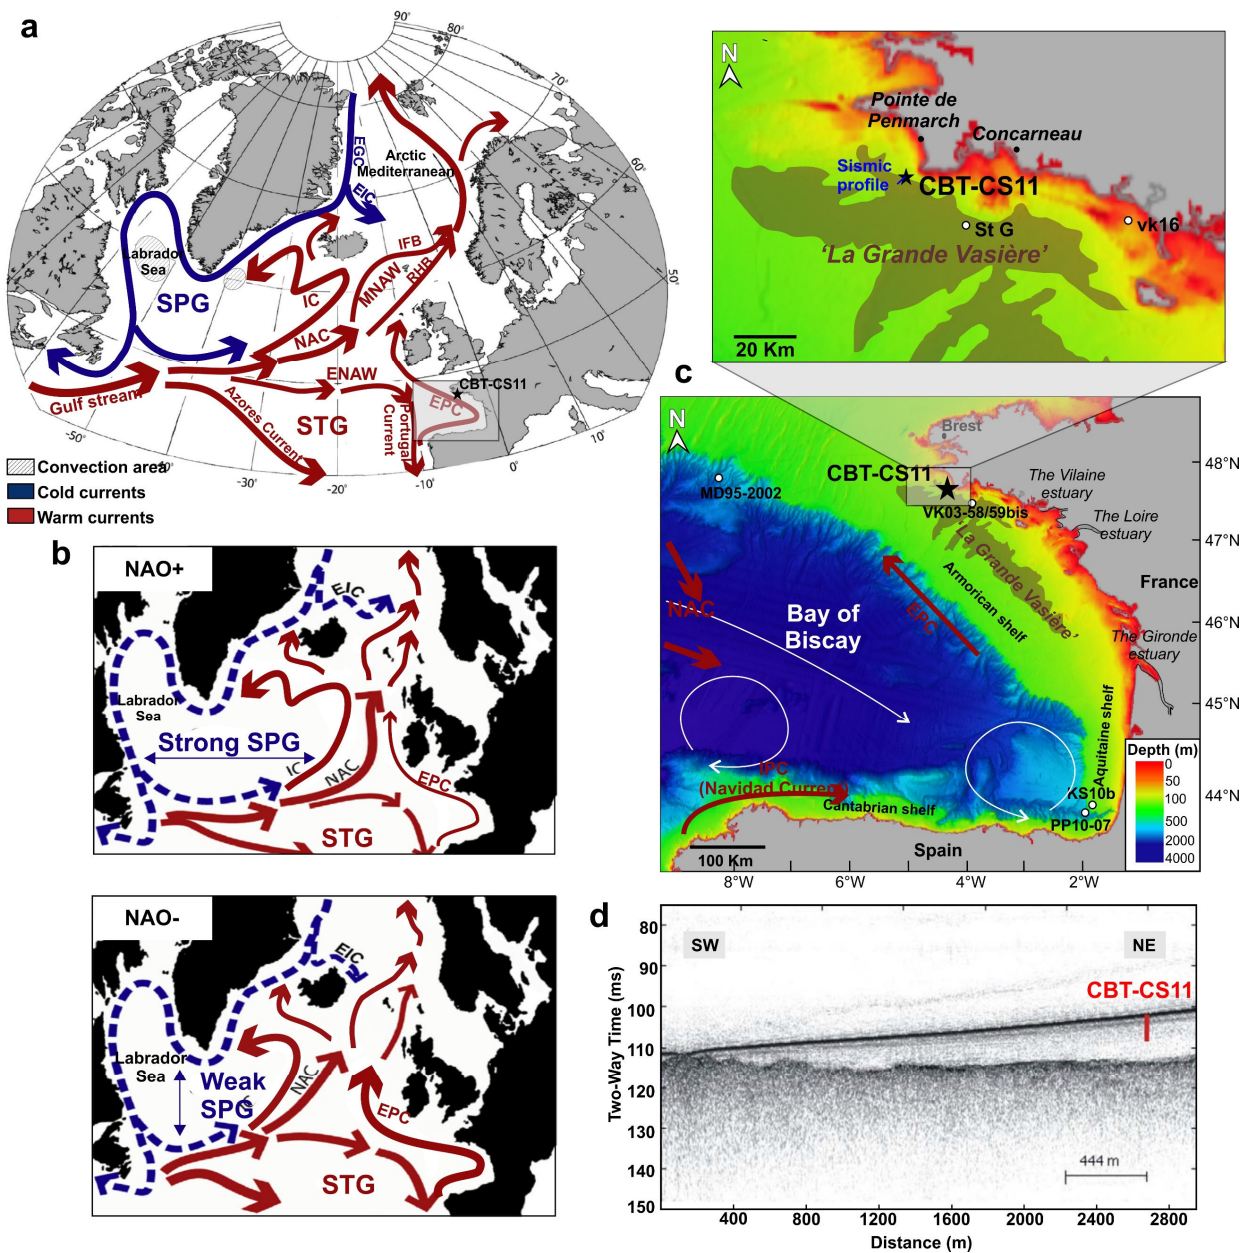 a
90°
80°
70°
60°
50°
10°
0°
-10°
-20°
-50°
EGC
EIC
Arctic
Mediterranean
Labrador
Sea
SPG
IC
IFB
MNAW
RHB
NAC
ENAW
CBT-CS11
EPC
Gulf stream
Azores Current
STG
Portugal
Current
Convection area
Cold currents
Warm currents
N
Pointe de
Penmarch
Concarneau
Sismic
profile
CBT-CS11
St G
vk16
'La Grande Vasière'
20 Km
b
NAO+
EIC
Labrador
Sea
Strong SPG
IC
NAC
EPC
STG
NAO-
EIC
Labrador
Sea
Weak
SPG
NAC
EPC
STG
c
N
Brest
48°N
CBT-CS11
MD95-2002
VK03-58/59bis
The Vilaine
estuary
The Loire
estuary
47°N
'La Grande Vasière'
Armorican shelf
France
NAC
EPC
Bay of
Biscay
46°N
The Gironde
estuary
45°N
Aquitaine shelf
Depth (m)
0
50
100
500
2000
4000
IPC
(Navidad Current)
Cantabrian shelf
KS10b
PP10-07
44°N
100 Km
Spain
8°W
6°W
4°W
2°W
d
80
90
100
110
120
130
140
150
Two-Way Time (ms)
SW
NE
CBT-CS11
444 m
400
800
1200
1600
2000
2400
2800
Distance (m)